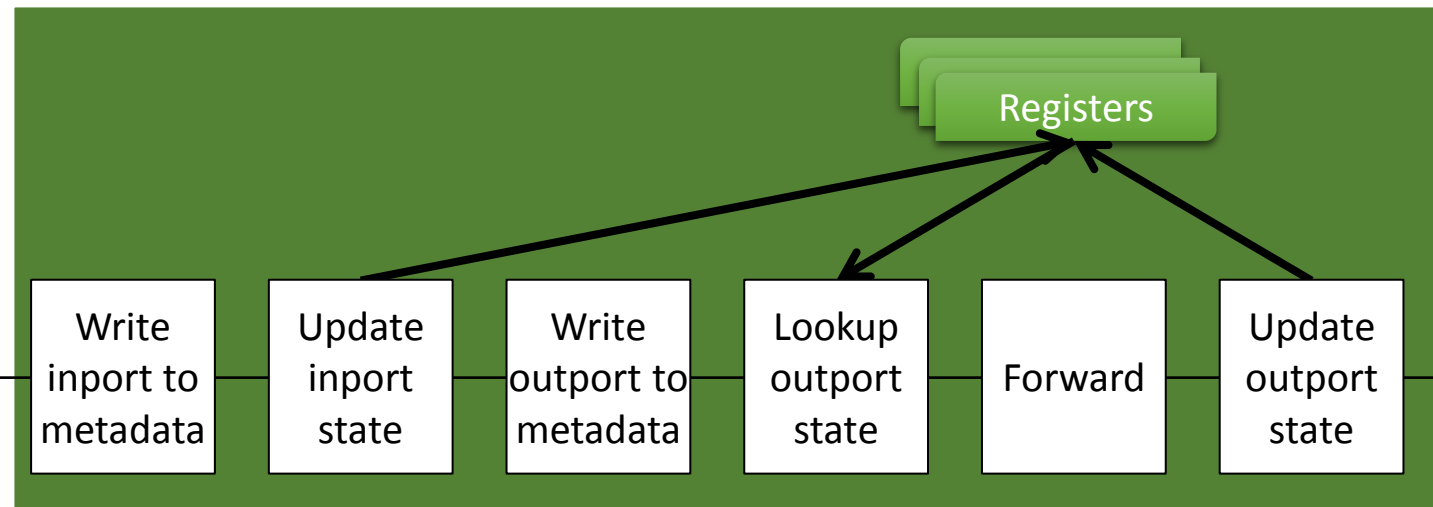 Registers
Write
inport to
metadata
Update
inport
state
Write
outport to
metadata
Lookup
outport
state
Forward
Update
outport
state